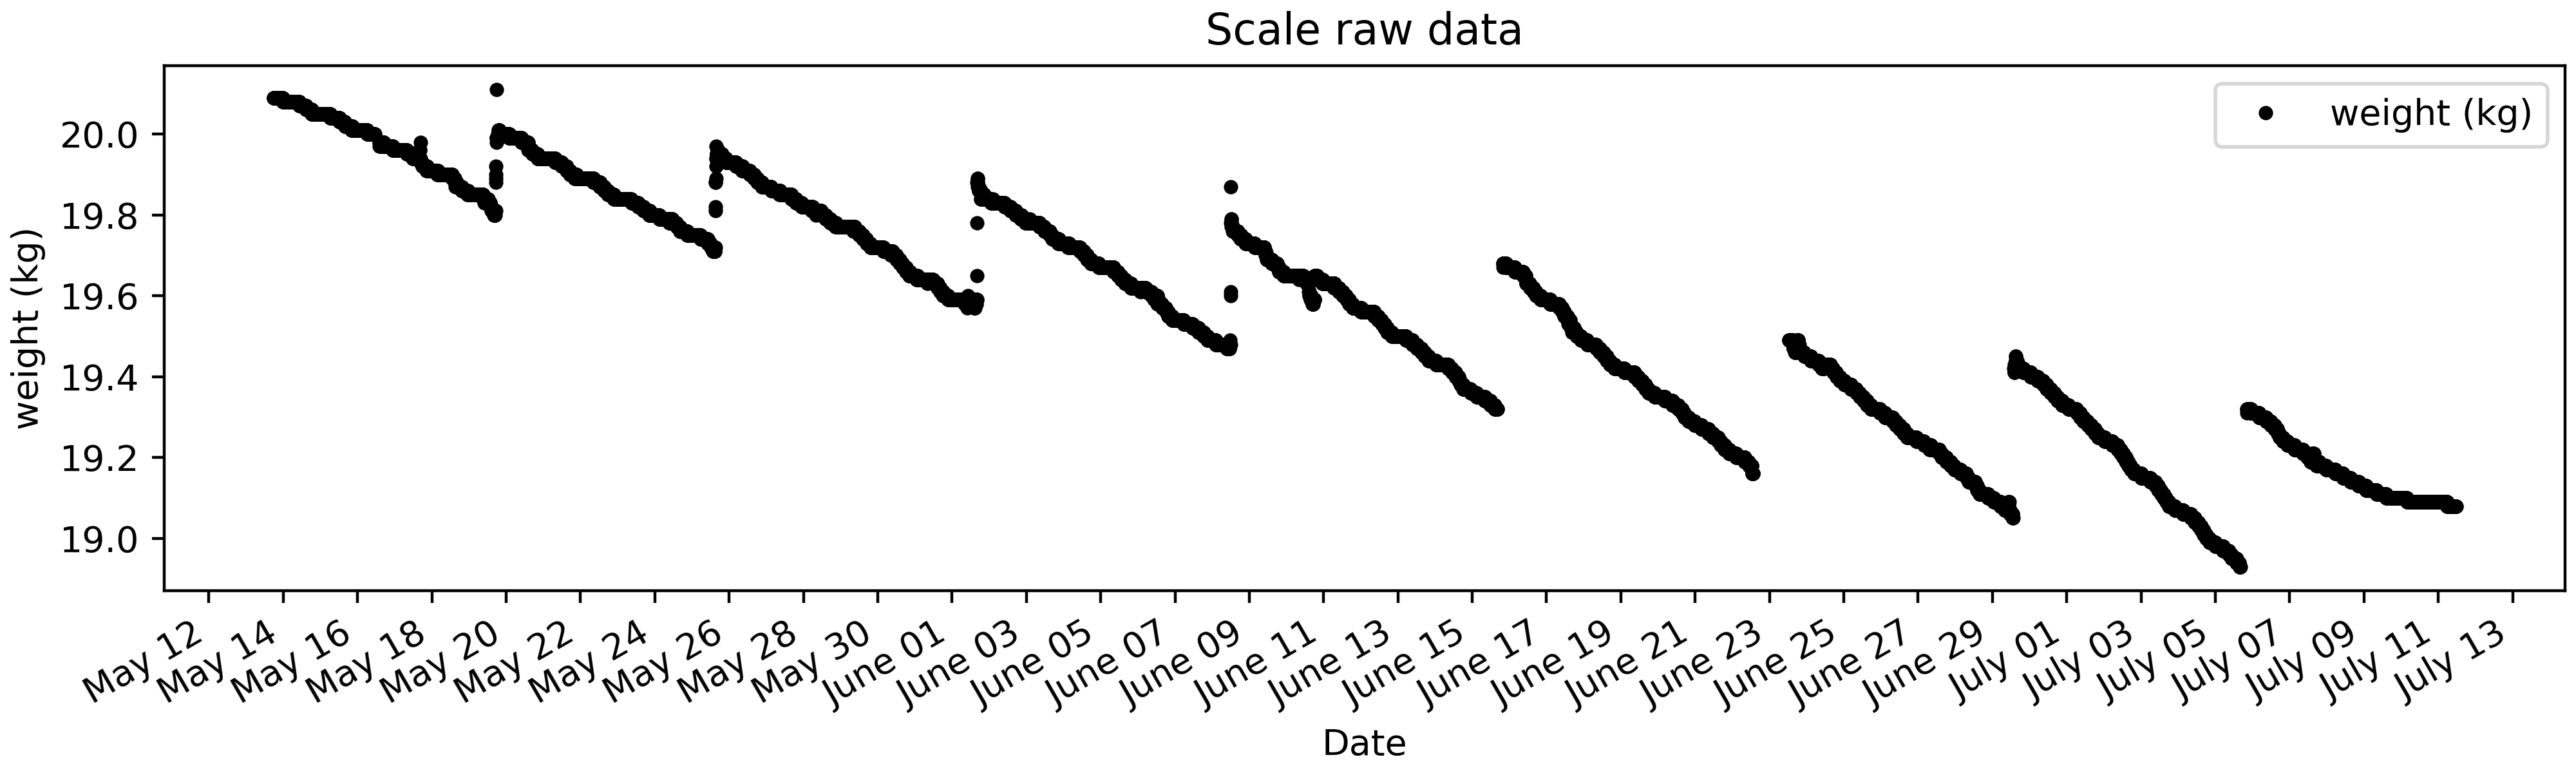 Scale raw data
weight (kg)
weight (kg)
20.0
19.8
19.6
19.4
19.2
19.0
May 12
May 14
May 16
May 18
May 20
May 22
May 24
May 26
May 28
May 30
June 01
June 03
June 05
June 07
June 09
June 11
June 13
June 15
June 17
June 19
June 21
June 23
June 25
June 27
June 29
July 01
July 03
July 05
July 07
July 09
July 11
July 13
Date